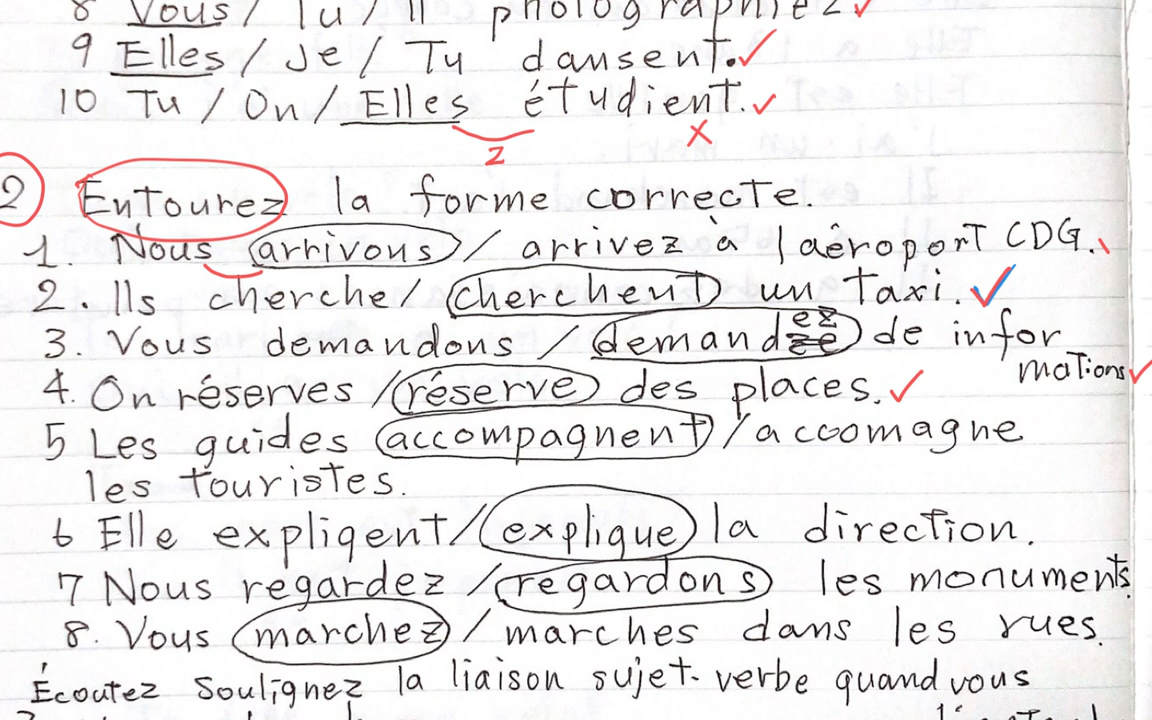 8 Vous / Tu / Il photographiez ✓
9 Elles / Je / Tu dansent. ✓
10 Tu / On / Elles étudient. ✓
z x
2 Entourez la forme correcte.
1. Nous arrivons / arrivez à l aéroport CDG.
2 Ils cherche / cherchent un taxi. ✓
3. Vous demandons / demandez de infor
mations ✓
4. On réserves / réserve des places. ✓
5 Les guides accompagnent / accomagne
les touristes.
6 Elle expliqent / explique la direction.
7 Nous regardez / regardons les monuments.
8. Vous marchez / marches dans les rues.
Écoutez Soulignez la liaison sujet-verbe quand vous